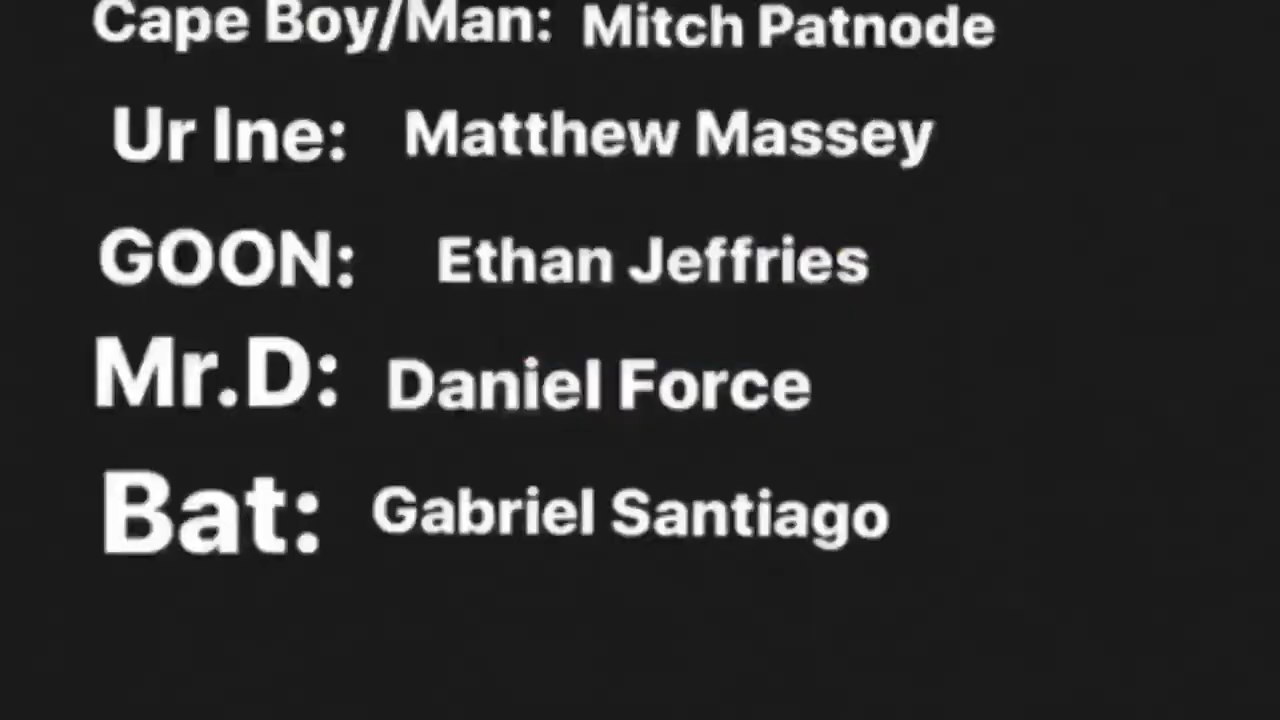 Cape Boy/Man: Mitch Patnode
Ur Ine: Matthew Massey
GOON: Ethan Jeffries
Mr.D: Daniel Force
Bat: Gabriel Santiago